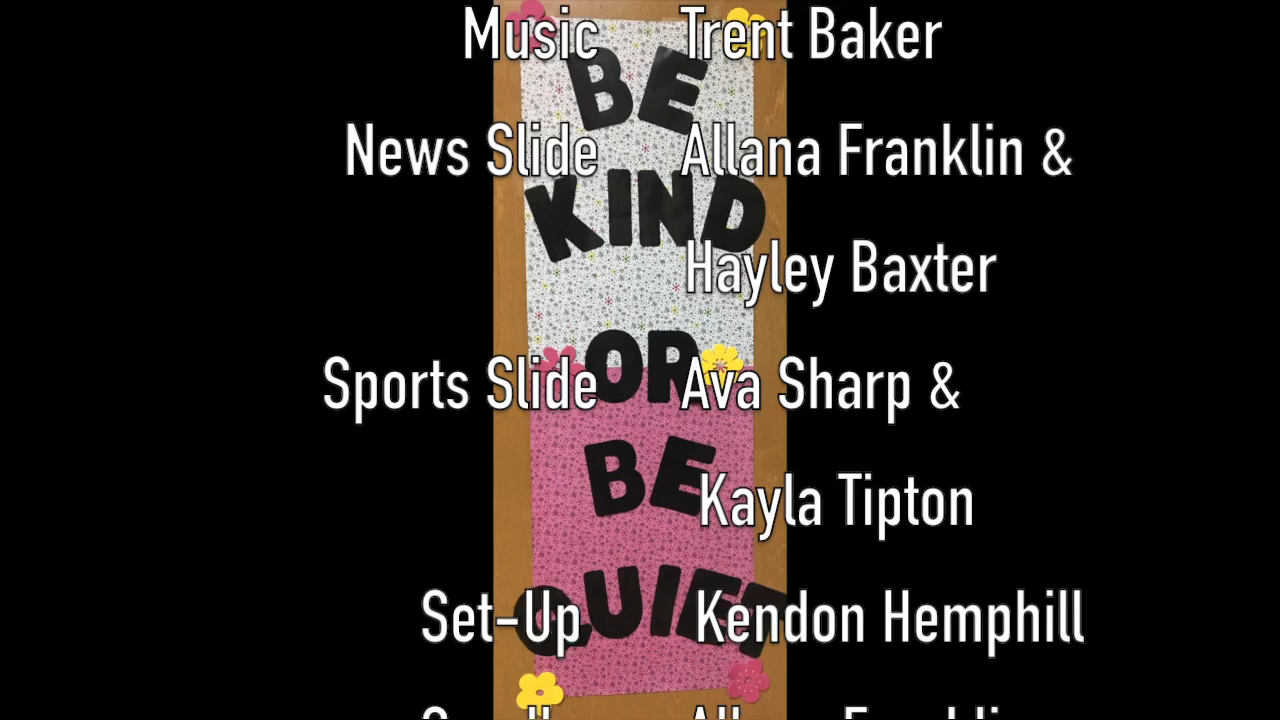 Music Trent Baker
News Slide Allana Franklin &
Hayley Baxter
Sports Slide Ava Sharp &
Kayla Tipton
Set-Up Kendon Hemphill
BE
KIND
OR
BE
QUIET